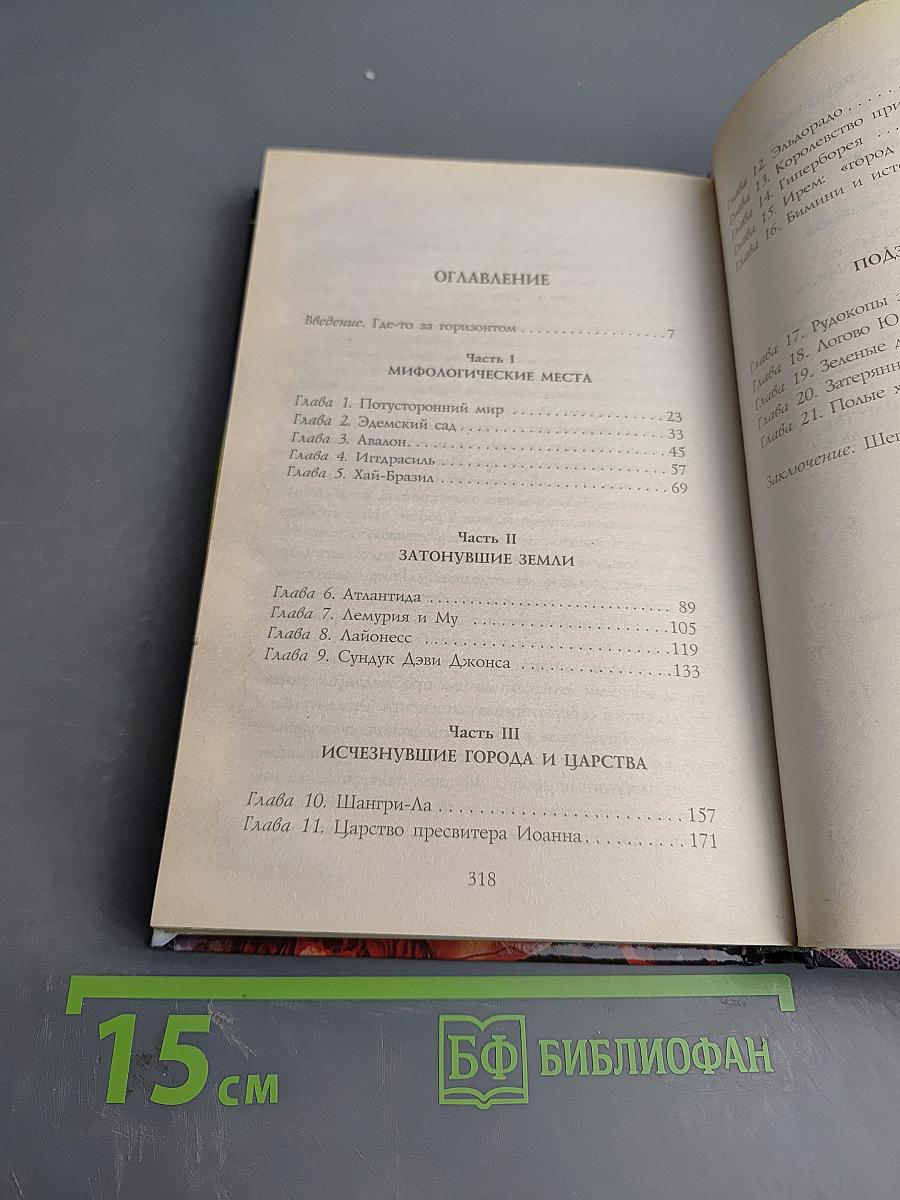 ОГЛАВЛЕНИЕ
Введение. Где-то за горизонтом . . . . . . . . . . . . . . . . . . 7
Часть I
МИФОЛОГИЧЕСКИЕ МЕСТА
Глава 1. Потусторонний мир . . . . . . . . . . . . . . . . . . . 23
Глава 2. Эдемский сад . . . . . . . . . . . . . . . . . . . . . . . . . 33
Глава 3. Авалон. . . . . . . . . . . . . . . . . . . . . . . . . . . . . . 45
Глава 4. Иггдрасиль . . . . . . . . . . . . . . . . . . . . . . . . . . . 57
Глава 5. Хай-Бразил . . . . . . . . . . . . . . . . . . . . . . . . . . . 69
Часть II
ЗАТОНУВШИЕ ЗЕМЛИ
Глава 6. Атлантида . . . . . . . . . . . . . . . . . . . . . . . . . . . . 89
Глава 7. Лемурия и Му . . . . . . . . . . . . . . . . . . . . . . . .105
Глава 8. Лайонесс . . . . . . . . . . . . . . . . . . . . . . . . . . . . .119
Глава 9. Сундук Дэви Джонса . . . . . . . . . . . . . . . . . . .133
Часть III
ИСЧЕЗНУВШИЕ ГОРОДА И ЦАРСТВА
Глава 10. Шангри-Ла . . . . . . . . . . . . . . . . . . . . . . . . . . 157
Глава 11. Царство пресвитера Иоанна . . . . . . . . . . 171
318
Глава 12. Эльдорадо . . . . .
Глава 13. Королевство
Глава 14. Гиперборея . . .
Глава 15. Ирем: «город
Глава 16. Бимини и
Глава 17. Рудокопы
Глава 18. Логово
Глава 19. Зеленые
Глава 20.
Глава 21. Полые
Заключение.
15 см
БФ БИБЛИОФАН